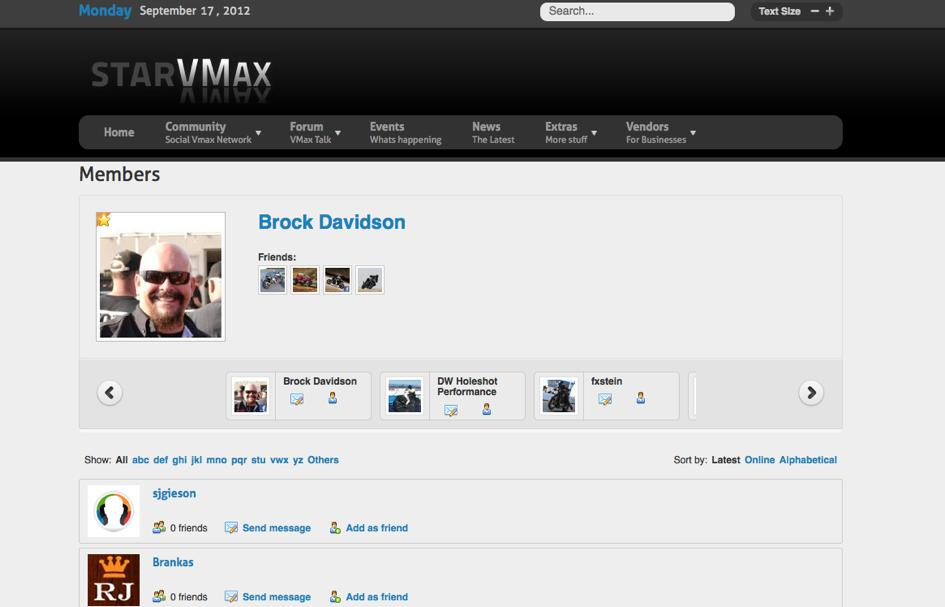 Monday September 17 , 2012
Search...
Text Size − +
STARVMAX
Home
Community
Social Vmax Network
Forum
VMax Talk
Events
Whats happening
News
The Latest
Extras
More stuff
Vendors
For Businesses
Members
Brock Davidson
Friends:
Brock Davidson
DW Holeshot
Performance
fxstein
Show: All abc def ghi jkl mno pqr stu vwx yz Others
Sort by: Latest Online Alphabetical
sjgieson
0 friends Send message Add as friend
Brankas
RJ
0 friends Send message Add as friend